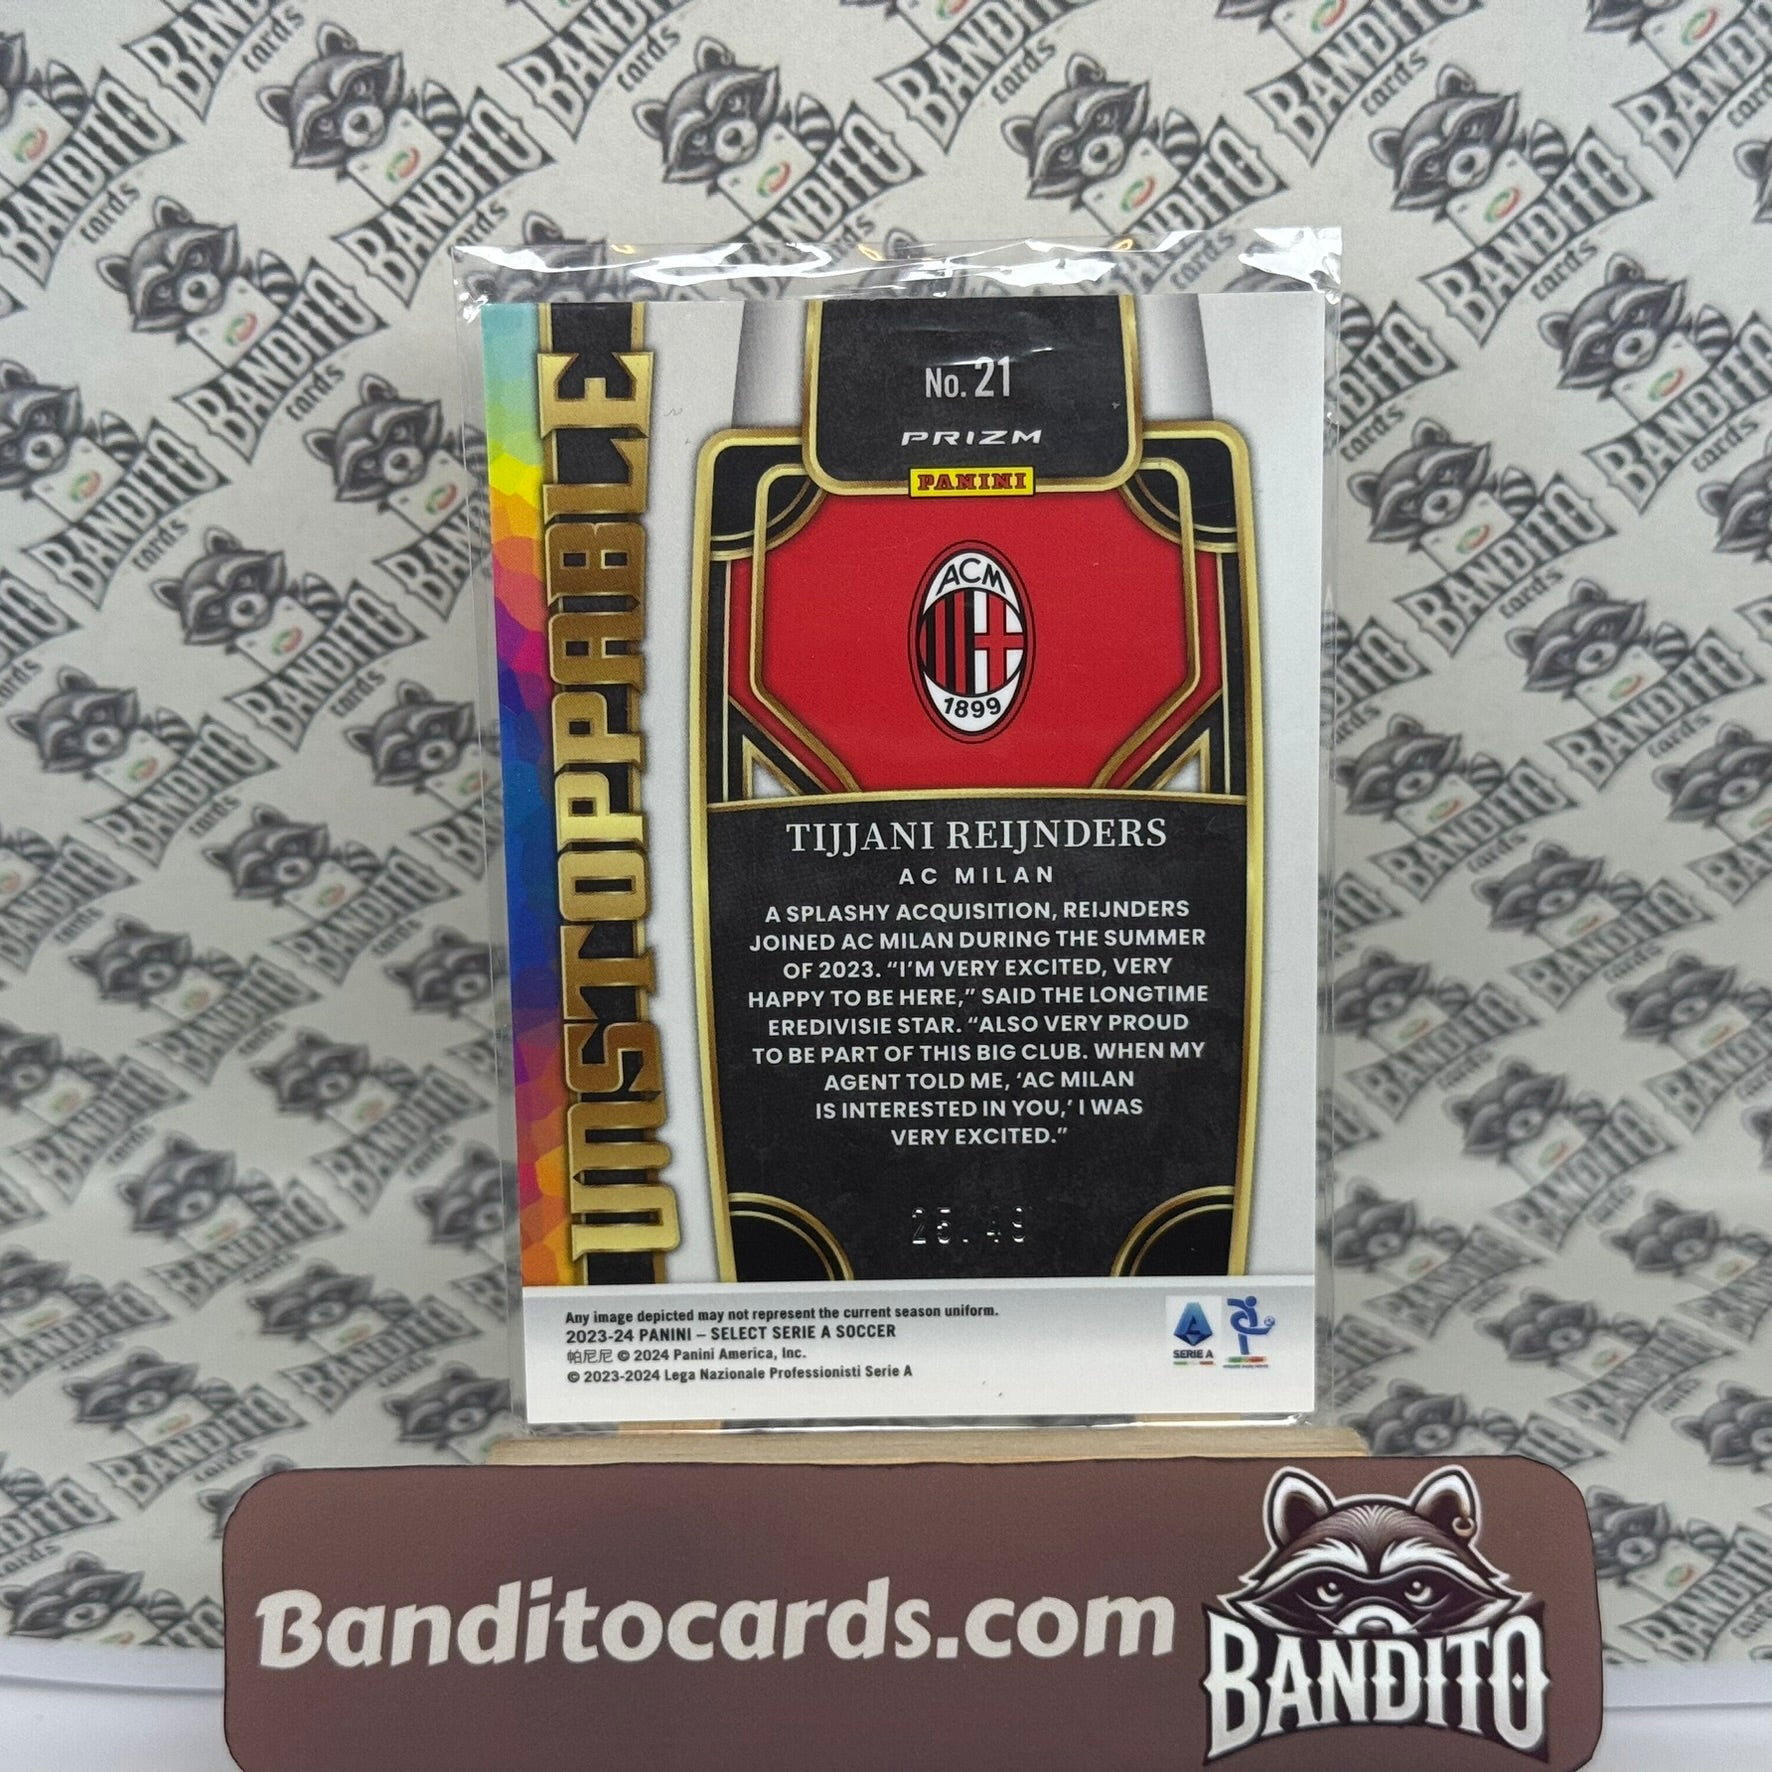 No. 21
PRIZM
PANINI
UNSTOPPABLE
ACM
1899
TIJJANI REIJNDERS
AC MILAN
A SPLASHY ACQUISITION, REIJNDERS
JOINED AC MILAN DURING THE SUMMER
OF 2023. “I’M VERY EXCITED, VERY
HAPPY TO BE HERE,” SAID THE LONGTIME
EREDIVISIE STAR. “ALSO VERY PROUD
TO BE PART OF THIS BIG CLUB. WHEN MY
AGENT TOLD ME, ‘AC MILAN
IS INTERESTED IN YOU,’ I WAS
VERY EXCITED.”
Any image depicted may not represent the current season uniform.
2023-24 PANINI – SELECT SERIE A SOCCER
帕尼尼 © 2024 Panini America, Inc.
© 2023-2024 Lega Nazionale Professionisti Serie A
SERIE A
Banditocards.com
BANDITO
BANDITO
cards